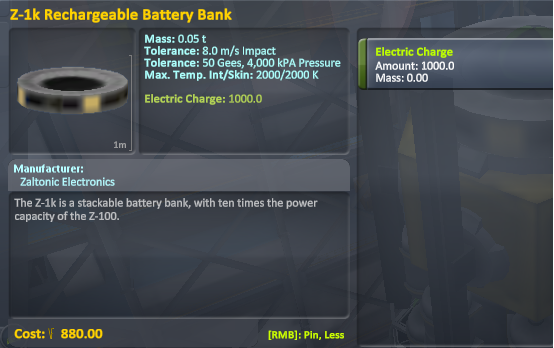 Z-1k Rechargeable Battery Bank
Mass: 0.05 t
Tolerance: 8.0 m/s Impact
Tolerance: 50 Gees, 4,000 kPA Pressure
Max. Temp. Int/Skin: 2000/2000 K
Electric Charge: 1000.0
1m
Electric Charge
Amount: 1000.0
Mass: 0.00
Manufacturer:
Zaltonic Electronics
The Z-1k is a stackable battery bank, with ten times the power
capacity of the Z-100.
Cost: 880.00
[RMB]: Pin, Less